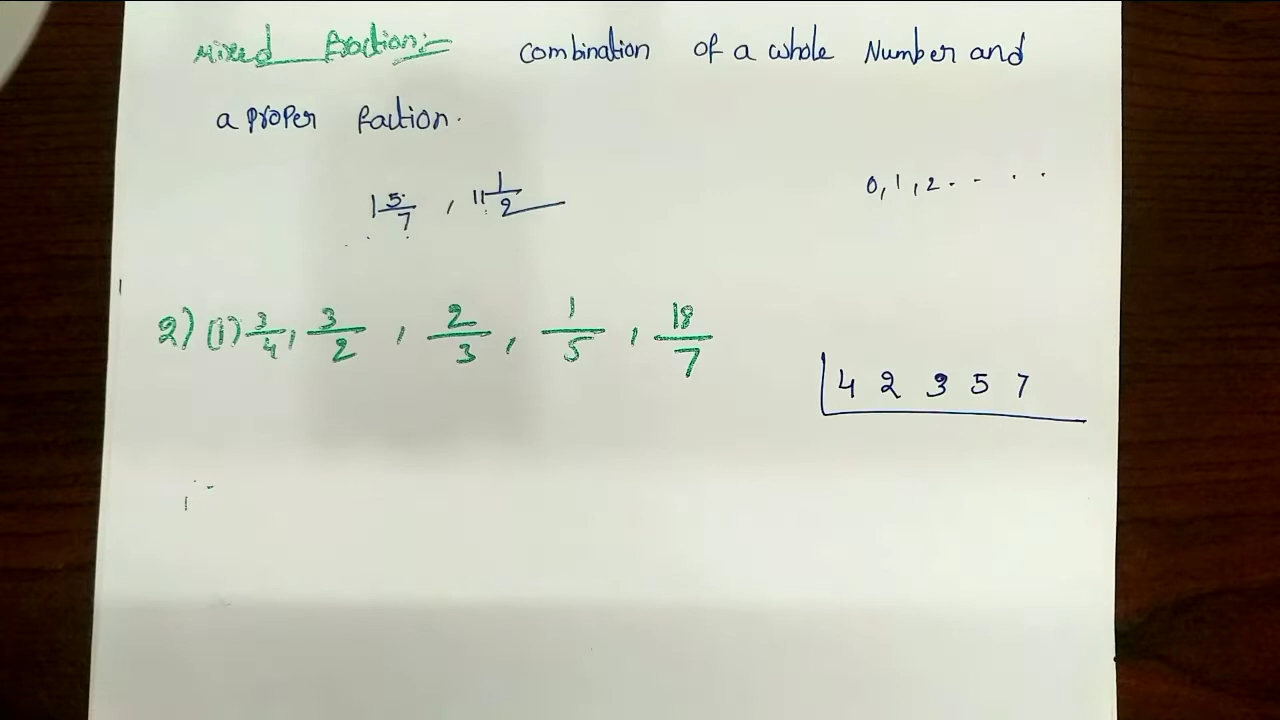 Mixed Fraction:- combination of a whole Number and
a proper faction.
1 5/7 , 11 1/2 0, 1, 2. - - . .
2) (i) 3/4, 3/2 , 2/3 , 1/5 , 18/7
4 2 3 5 7